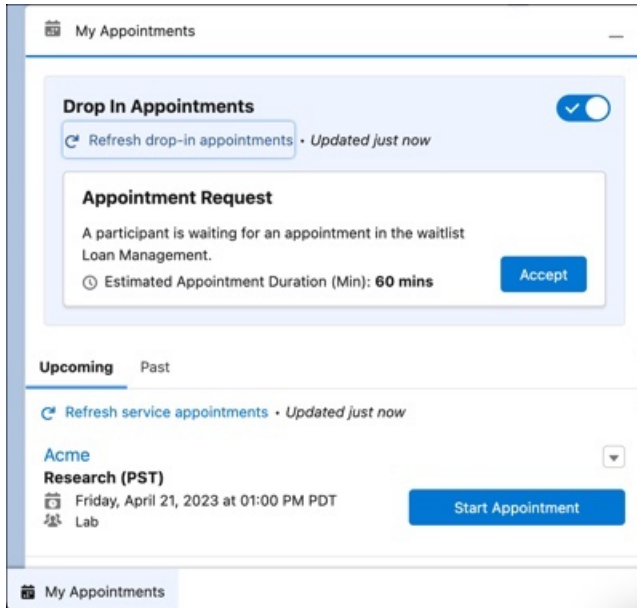 My Appointments
Drop In Appointments
Refresh drop-in appointments • Updated just now
Appointment Request
A participant is waiting for an appointment in the waitlist
Loan Management.
Estimated Appointment Duration (Min): 60 mins
Accept
Upcoming Past
Refresh service appointments • Updated just now
Acme
Research (PST)
Friday, April 21, 2023 at 01:00 PM PDT
Start Appointment
Lab
My Appointments